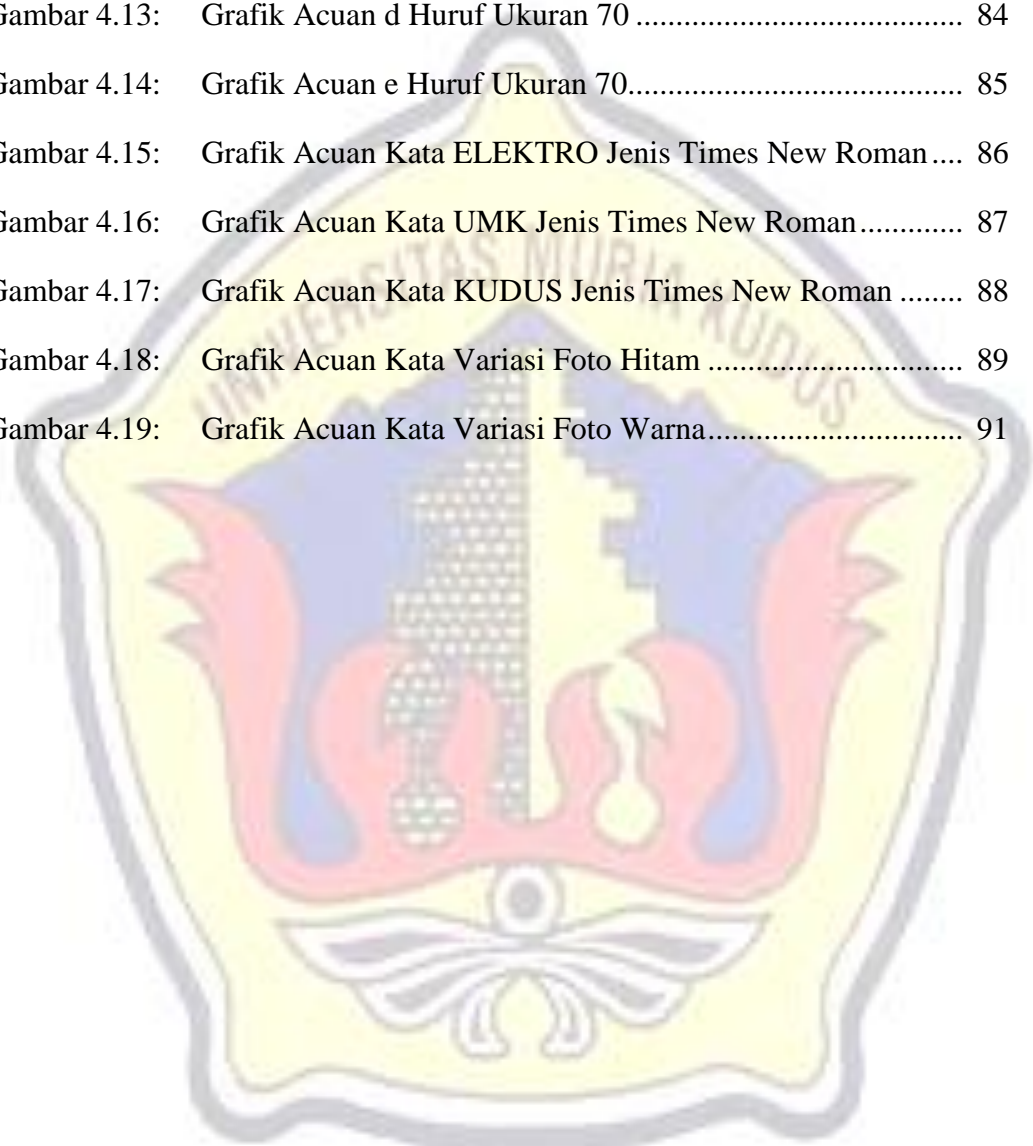 Gambar 4.13: Grafik Acuan d Huruf Ukuran 70 .................................... 84
Gambar 4.14: Grafik Acuan e Huruf Ukuran 70..................................... 85
Gambar 4.15: Grafik Acuan Kata ELEKTRO Jenis Times New Roman .... 86
Gambar 4.16: Grafik Acuan Kata UMK Jenis Times New Roman ............ 87
UNIVERSITAS MURIA KUDUS
Gambar 4.17: Grafik Acuan Kata KUDUS Jenis Times New Roman ........ 88
Gambar 4.18: Grafik Acuan Kata Variasi Foto Hitam ............................ 89
Gambar 4.19: Grafik Acuan Kata Variasi Foto Warna............................ 91